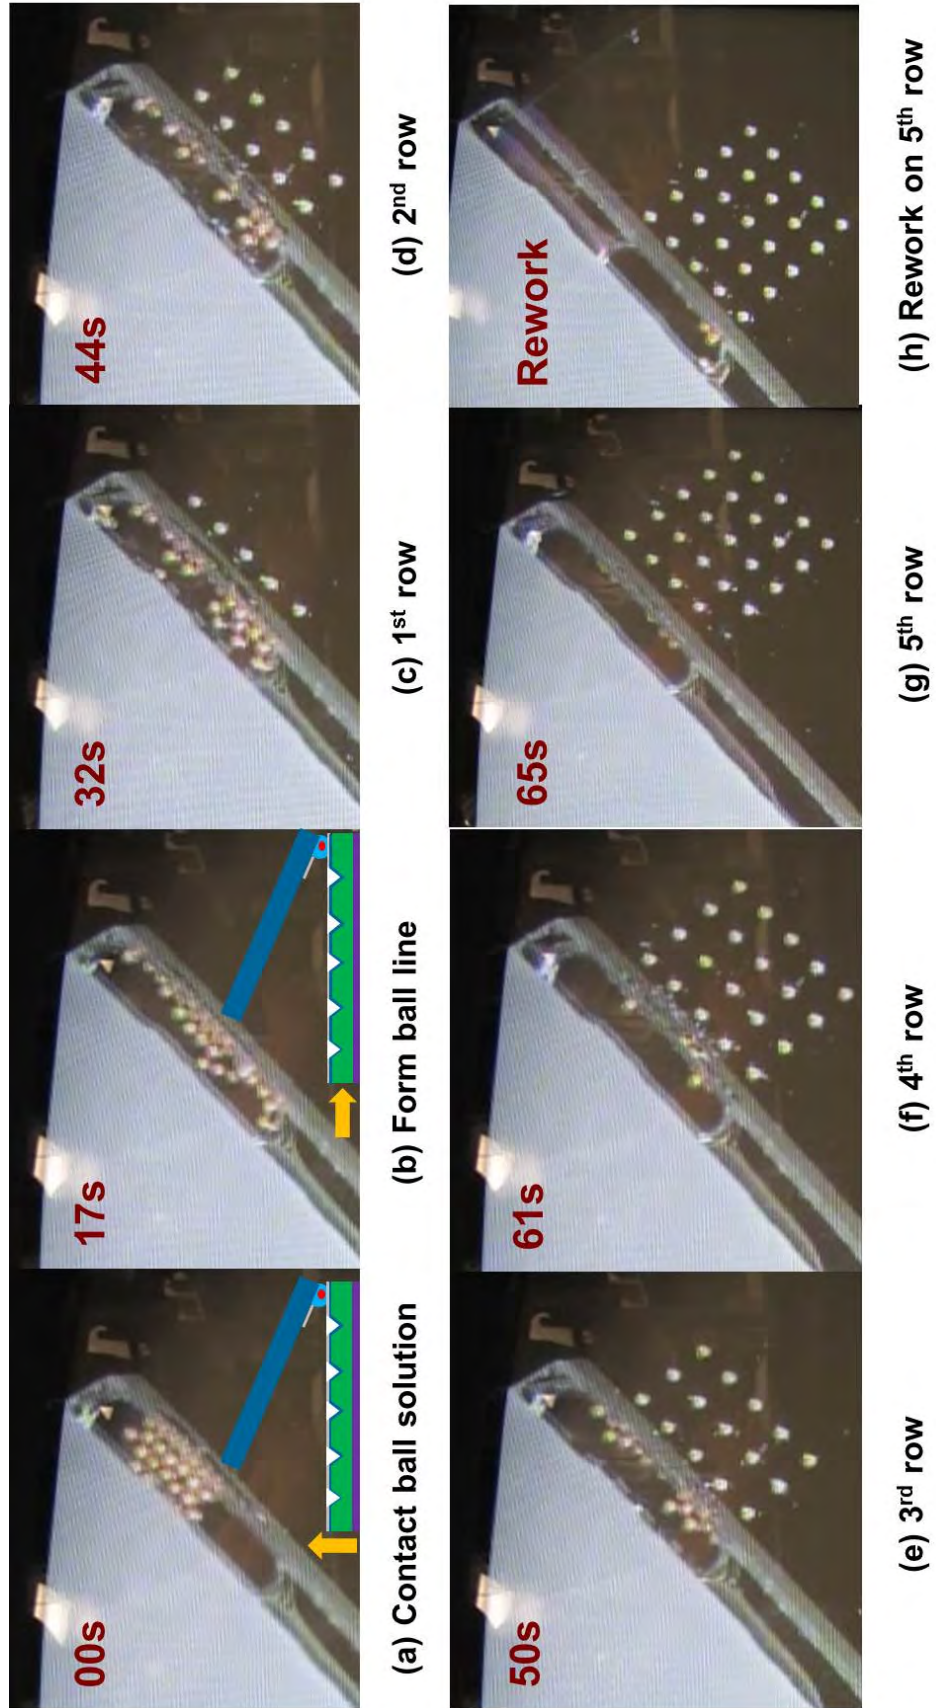 00s
17s
32s
44s
(a) Contact ball solution
(b) Form ball line
(c) 1st row
(d) 2nd row
50s
61s
65s
Rework
(e) 3rd row
(f) 4th row
(g) 5th row
(h) Rework on 5th row